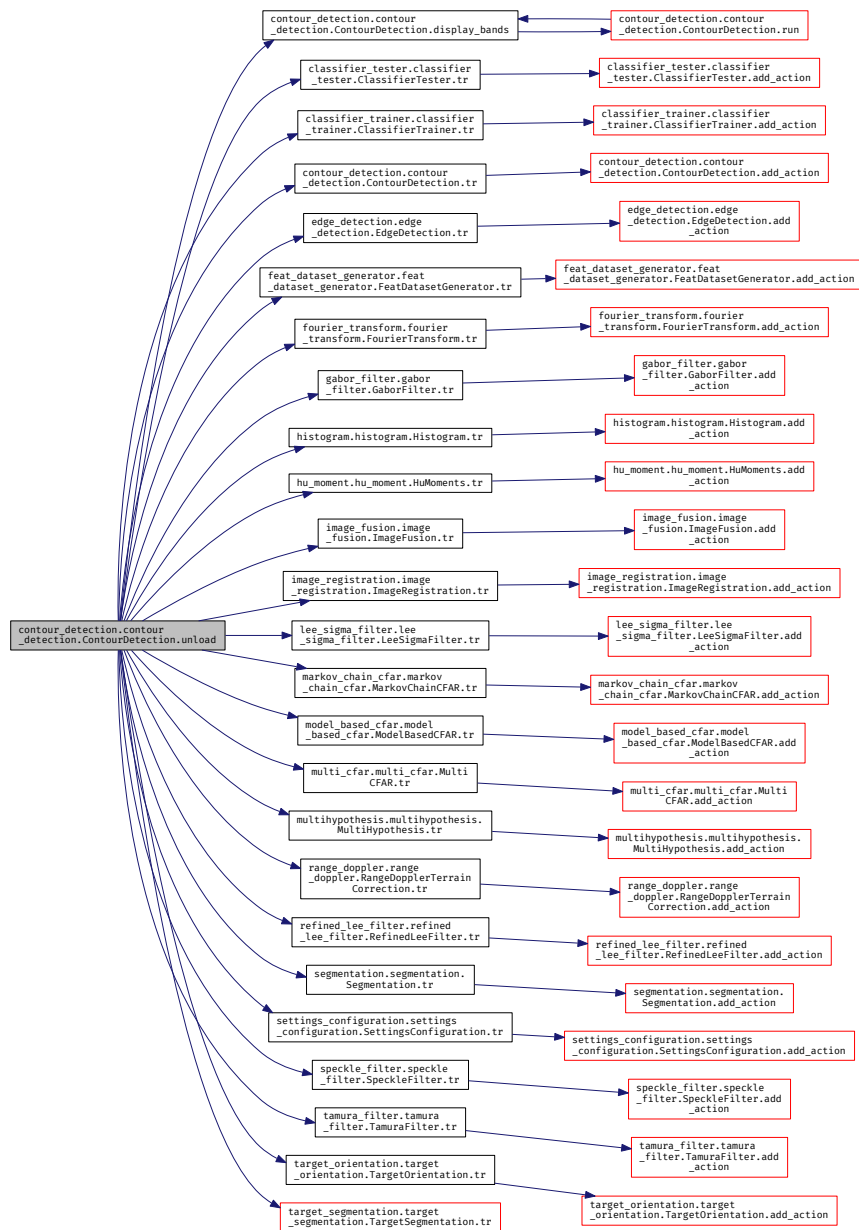 contour_detection.contour
_detection.ContourDetection.display_bands
contour_detection.contour
_detection.ContourDetection.run
classifier_tester.classifier
_tester.ClassifierTester.tr
classifier_tester.classifier
_tester.ClassifierTester.add_action
classifier_trainer.classifier
_trainer.ClassifierTrainer.tr
classifier_trainer.classifier
_trainer.ClassifierTrainer.add_action
contour_detection.contour
_detection.ContourDetection.tr
contour_detection.contour
_detection.ContourDetection.add_action
edge_detection.edge
_detection.EdgeDetection.tr
edge_detection.edge
_detection.EdgeDetection.add
_action
feat_dataset_generator.feat
_dataset_generator.FeatDatasetGenerator.tr
feat_dataset_generator.feat
_dataset_generator.FeatDatasetGenerator.add_action
fourier_transform.fourier
_transform.FourierTransform.tr
fourier_transform.fourier
_transform.FourierTransform.add_action
gabor_filter.gabor
_filter.GaborFilter.tr
gabor_filter.gabor
_filter.GaborFilter.add
_action
histogram.histogram.Histogram.tr
histogram.histogram.Histogram.add
_action
hu_moment.hu_moment.HuMoments.tr
hu_moment.hu_moment.HuMoments.add
_action
image_fusion.image
_fusion.ImageFusion.tr
image_fusion.image
_fusion.ImageFusion.add
_action
image_registration.image
_registration.ImageRegistration.tr
image_registration.image
_registration.ImageRegistration.add_action
contour_detection.contour
_detection.ContourDetection.unload
lee_sigma_filter.lee
_sigma_filter.LeeSigmaFilter.tr
lee_sigma_filter.lee
_sigma_filter.LeeSigmaFilter.add
_action
markov_chain_cfar.markov
_chain_cfar.MarkovChainCFAR.tr
markov_chain_cfar.markov
_chain_cfar.MarkovChainCFAR.add_action
model_based_cfar.model
_based_cfar.ModelBasedCFAR.tr
model_based_cfar.model
_based_cfar.ModelBasedCFAR.add
_action
multi_cfar.multi_cfar.Multi
CFAR.tr
multi_cfar.multi_cfar.Multi
CFAR.add_action
multihypothesis.multihypothesis.
MultiHypothesis.tr
multihypothesis.multihypothesis.
MultiHypothesis.add_action
range_doppler.range
_doppler.RangeDopplerTerrain
Correction.tr
range_doppler.range
_doppler.RangeDopplerTerrain
Correction.add_action
refined_lee_filter.refined
_lee_filter.RefinedLeeFilter.tr
refined_lee_filter.refined
_lee_filter.RefinedLeeFilter.add_action
segmentation.segmentation.
Segmentation.tr
segmentation.segmentation.
Segmentation.add_action
settings_configuration.settings
_configuration.SettingsConfiguration.tr
settings_configuration.settings
_configuration.SettingsConfiguration.add_action
speckle_filter.speckle
_filter.SpeckleFilter.tr
speckle_filter.speckle
_filter.SpeckleFilter.add
_action
tamura_filter.tamura
_filter.TamuraFilter.tr
tamura_filter.tamura
_filter.TamuraFilter.add
_action
target_orientation.target
_orientation.TargetOrientation.tr
target_orientation.target
_orientation.TargetOrientation.add_action
target_segmentation.target
_segmentation.TargetSegmentation.tr